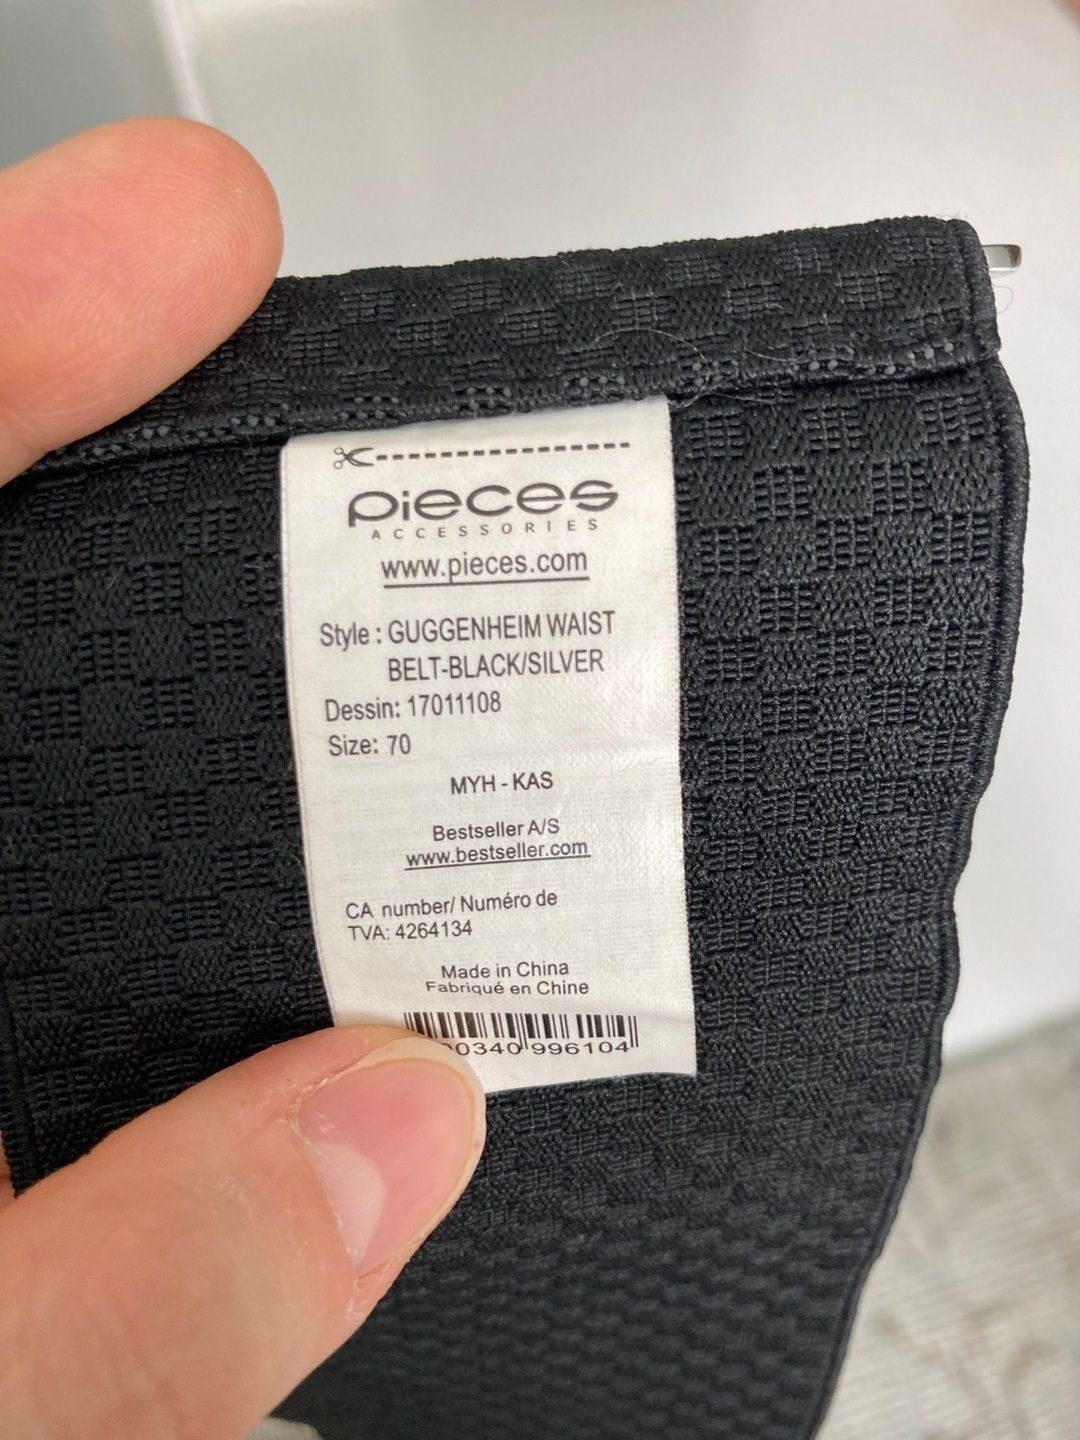 Pieces
ACCESSORIES
www.pieces.com
Style : GUGGENHEIM WAIST
BELT-BLACK/SILVER
Dessin: 17011108
Size: 70
MYH - KAS
Bestseller A/S
www.bestseller.com
CA number/ Numéro de
TVA: 4264134
Made in China
Fabriqué en Chine
00340 996104